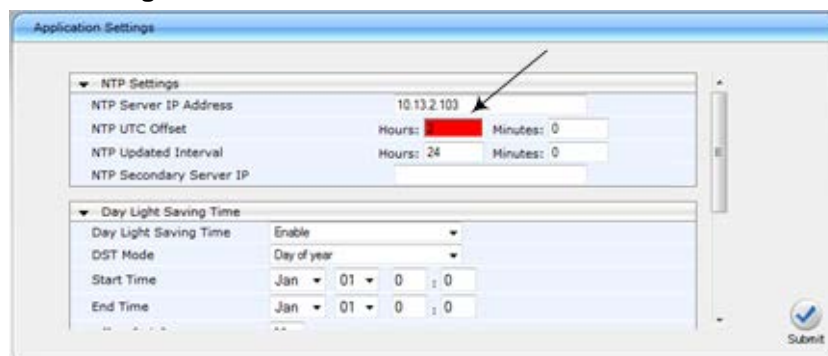 Application Settings
NTP Settings
NTP Server IP Address 10.13.2.103
NTP UTC Offset Hours: Minutes: 0
NTP Updated Interval Hours: 24 Minutes: 0
NTP Secondary Server IP
Day Light Saving Time
Day Light Saving Time Enable
DST Mode Day of year
Start Time Jan 01 0 : 0
End Time Jan 01 0 : 0
Submit